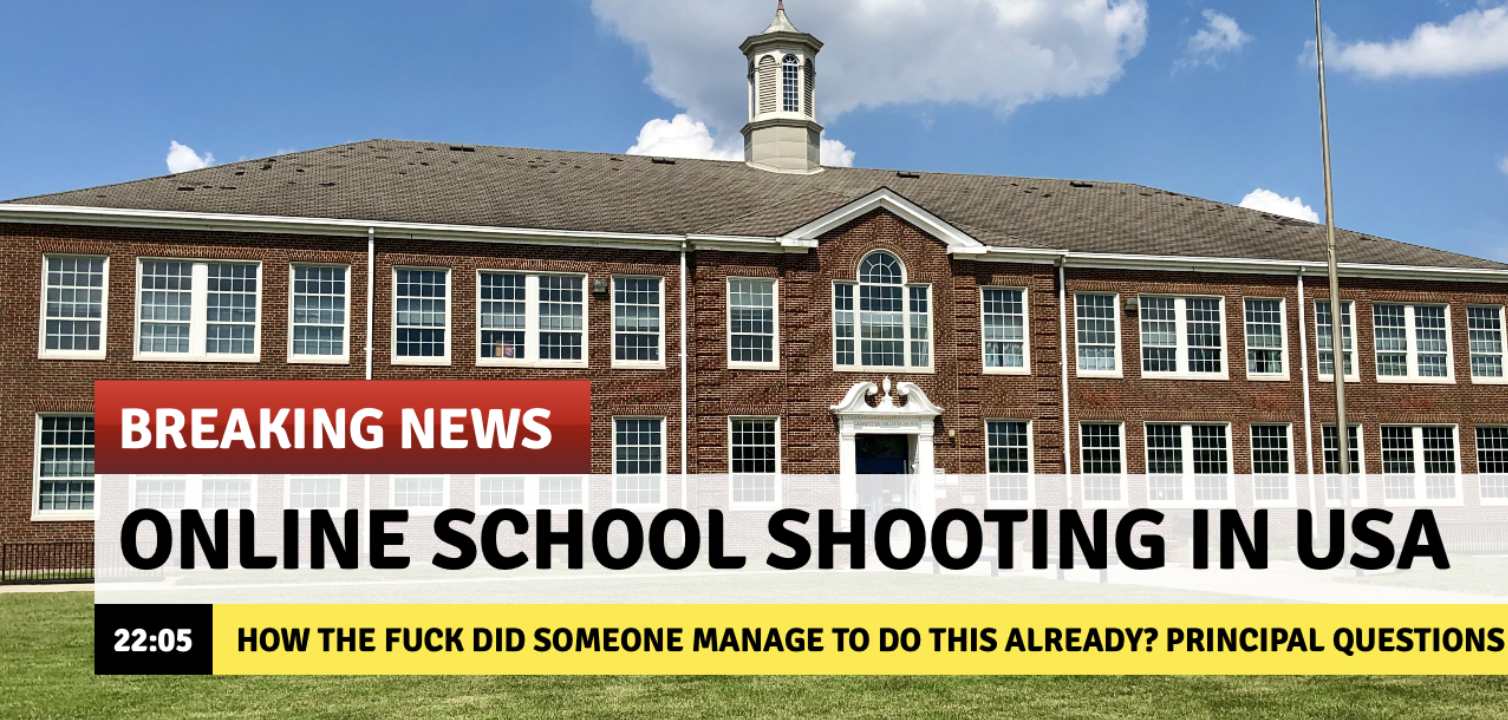 BREAKING NEWS
ONLINE SCHOOL SHOOTING IN USA
22:05 HOW THE FUCK DID SOMEONE MANAGE TO DO THIS ALREADY? PRINCIPAL QUESTIONS